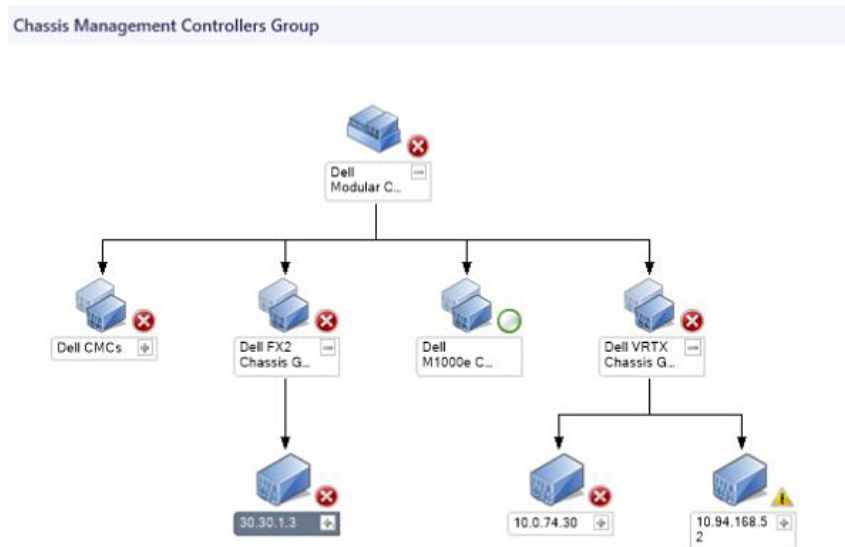 Chassis Management Controllers Group
Dell
Modular C...
Dell CMCs
Dell FX2
Chassis G...
Dell
M1000e C...
Dell VRTX
Chassis G...
30.30.1.3
10.0.74.30
10.94.168.5
2